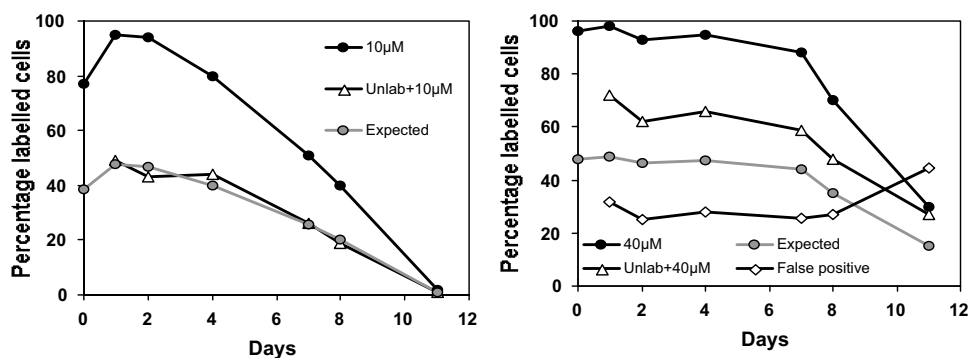 100
80
60
40
20
0
Percentage labelled cells
0 2 4 6 8 10 12
Days
10µM
Unlab+10µM
Expected
100
80
60
40
20
0
Percentage labelled cells
0 2 4 6 8 10 12
Days
40µM Expected
Unlab+40µM False positive